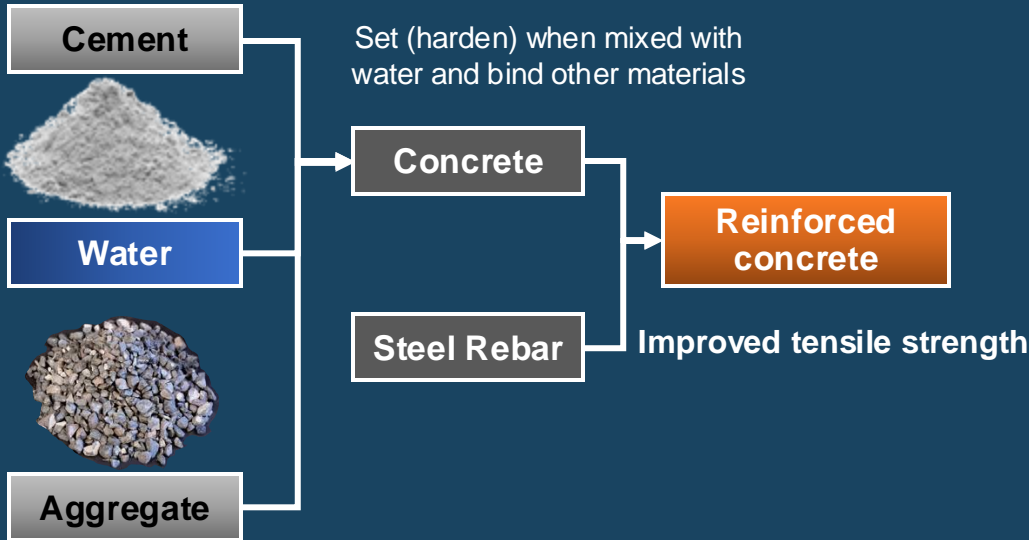 Cement
Set (harden) when mixed with
water and bind other materials
Concrete
Water
Reinforced
concrete
Steel Rebar
Improved tensile strength
Aggregate